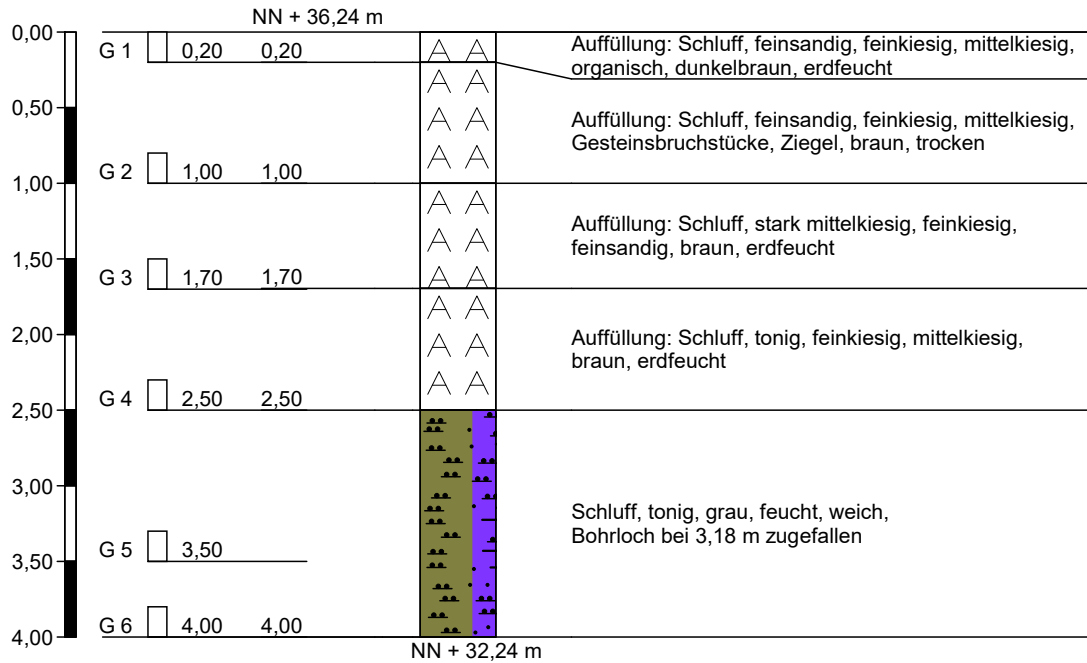 NN + 36,24 m
0,00
G 1 0,20 0,20
Auffüllung: Schluff, feinsandig, feinkiesig, mittelkiesig,
organisch, dunkelbraun, erdfeucht
0,50
Auffüllung: Schluff, feinsandig, feinkiesig, mittelkiesig,
Gesteinsbruchstücke, Ziegel, braun, trocken
G 2 1,00 1,00
1,00
Auffüllung: Schluff, stark mittelkiesig, feinkiesig,
feinsandig, braun, erdfeucht
1,50
G 3 1,70 1,70
2,00
Auffüllung: Schluff, tonig, feinkiesig, mittelkiesig,
braun, erdfeucht
G 4 2,50 2,50
2,50
3,00
Schluff, tonig, grau, feucht, weich,
Bohrloch bei 3,18 m zugefallen
G 5 3,50
3,50
G 6 4,00 4,00
4,00
NN + 32,24 m